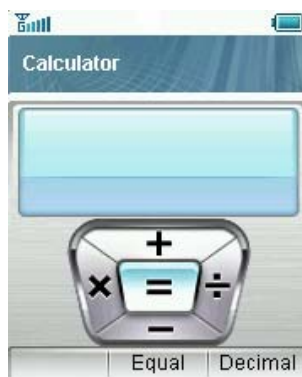 G
Calculator
+
× = ÷
−
Equal Decimal